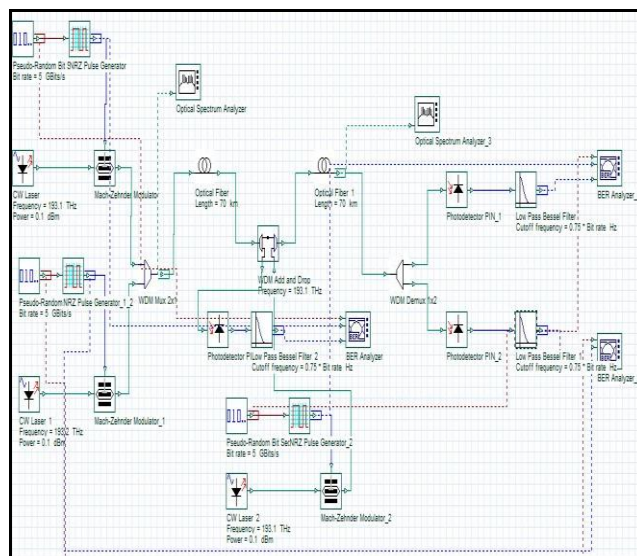 Pseudo-Random Bit S NRZ Pulse Generator
Bit rate = 5 GBits/s
Optical Spectrum Analyzer
Optical Spectrum Analyzer_3
CW Laser
Frequency = 193.1 THz
Power = 0.1 dBm
Mach-Zehnder Modulator
Optical Fiber
Length = 70 km
Optical Fiber 1
Length = 70 km
Photodetector PIN_1
Low Pass Bessel Filter
Cutoff frequency = 0.75 * Bit rate Hz
BER Analyzer_
WDM Mux 2x1
WDM Add and Drop
Frequency = 193.1 THz
WDM Demux 1x2
Pseudo-Random NRZ Pulse Generator_1_2
Bit rate = 5 GBits/s
Photodetector PI Low Pass Bessel Filter 2
Cutoff frequency = 0.75 * Bit rate Hz
BER Analyzer
Photodetector PIN_2
Low Pass Bessel Filter 1
Cutoff frequency = 0.75 * Bit rate Hz
BER Analyzer_
CW Laser 1
Frequency = 193.2 THz
Power = 0.1 dBm
Mach-Zehnder Modulator_1
Pseudo-Random Bit Se NRZ Pulse Generator_2
Bit rate = 5 GBits/s
CW Laser 2
Frequency = 193.1 THz
Power = 0.1 dBm
Mach-Zehnder Modulator_2